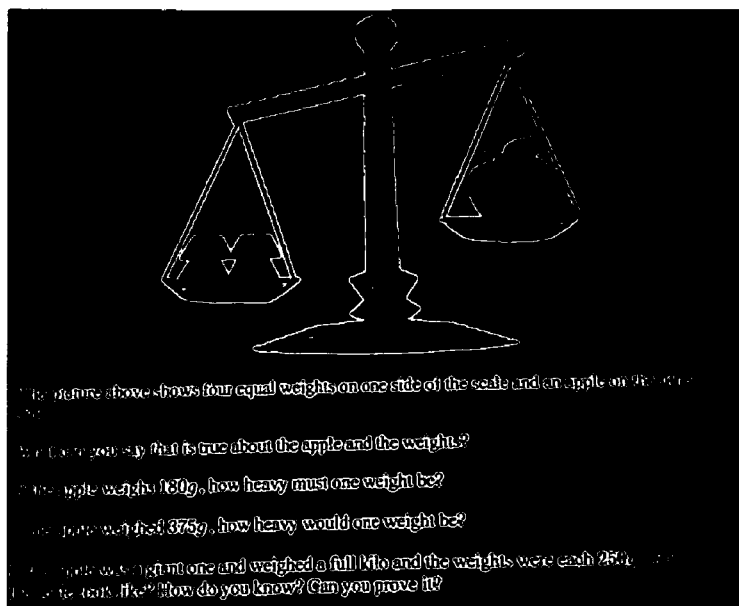 picture above shows four equal weights on one side of the scale and an apple on the
you say that is true about the apple and the weights?
apple weighs 180g, how heavy must one weight be?
weighed 375g, how heavy would one weight be?
was a giant one and weighed a full kilo and the weights were each
look like? How do you know? Can you prove it?